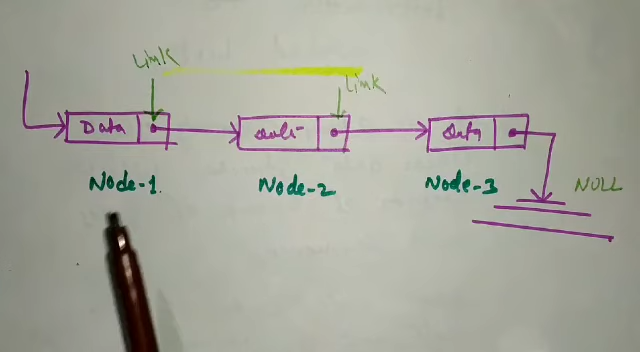 Link
Link
Data
Data
Node-1
Node-2
Node-3
NULL